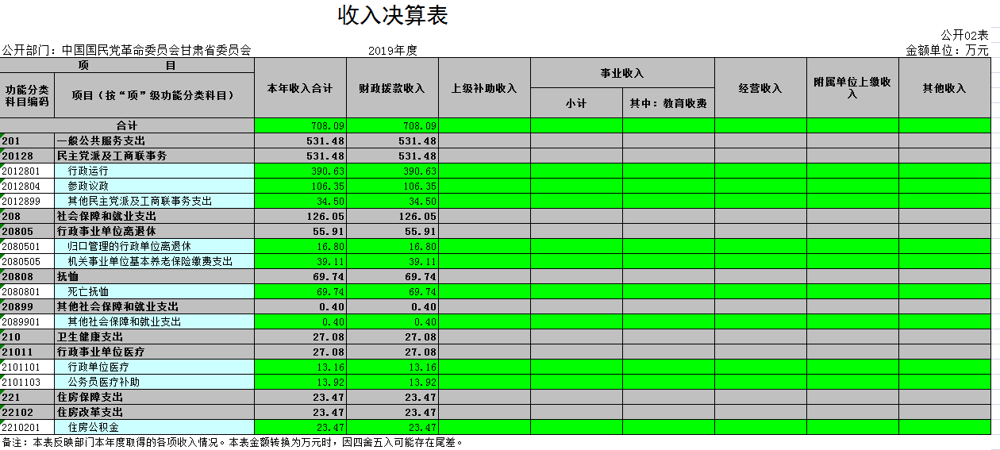 收入决算表
公开02表
公开部门：中国国民党革命委员会甘肃省委员会 2019年度 金额单位：万元
项 目 本年收入合计 财政拨款收入 上级补助收入 事业收入 经营收入 附属单位上缴收入 其他收入
功能分类科目编码 项目（按“项”级功能分类科目） 小计 其中：教育收费
合计 708.09 708.09
201 一般公共服务支出 531.48 531.48
20128 民主党派及工商联事务 531.48 531.48
2012801 行政运行 390.63 390.63
2012804 参政议政 106.35 106.35
2012899 其他民主党派及工商联事务支出 34.50 34.50
208 社会保障和就业支出 126.05 126.05
20805 行政事业单位离退休 55.91 55.91
2080501 归口管理的行政单位离退休 16.80 16.80
2080505 机关事业单位基本养老保险缴费支出 39.11 39.11
20808 抚恤 69.74 69.74
2080801 死亡抚恤 69.74 69.74
20899 其他社会保障和就业支出 0.40 0.40
2089901 其他社会保障和就业支出 0.40 0.40
210 卫生健康支出 27.08 27.08
21011 行政事业单位医疗 27.08 27.08
2101101 行政单位医疗 13.16 13.16
2101103 公务员医疗补助 13.92 13.92
221 住房保障支出 23.47 23.47
22102 住房改革支出 23.47 23.47
2210201 住房公积金 23.47 23.47
备注：本表反映部门本年度取得的各项收入情况。本表金额转换为万元时，因四舍五入可能存在尾差。